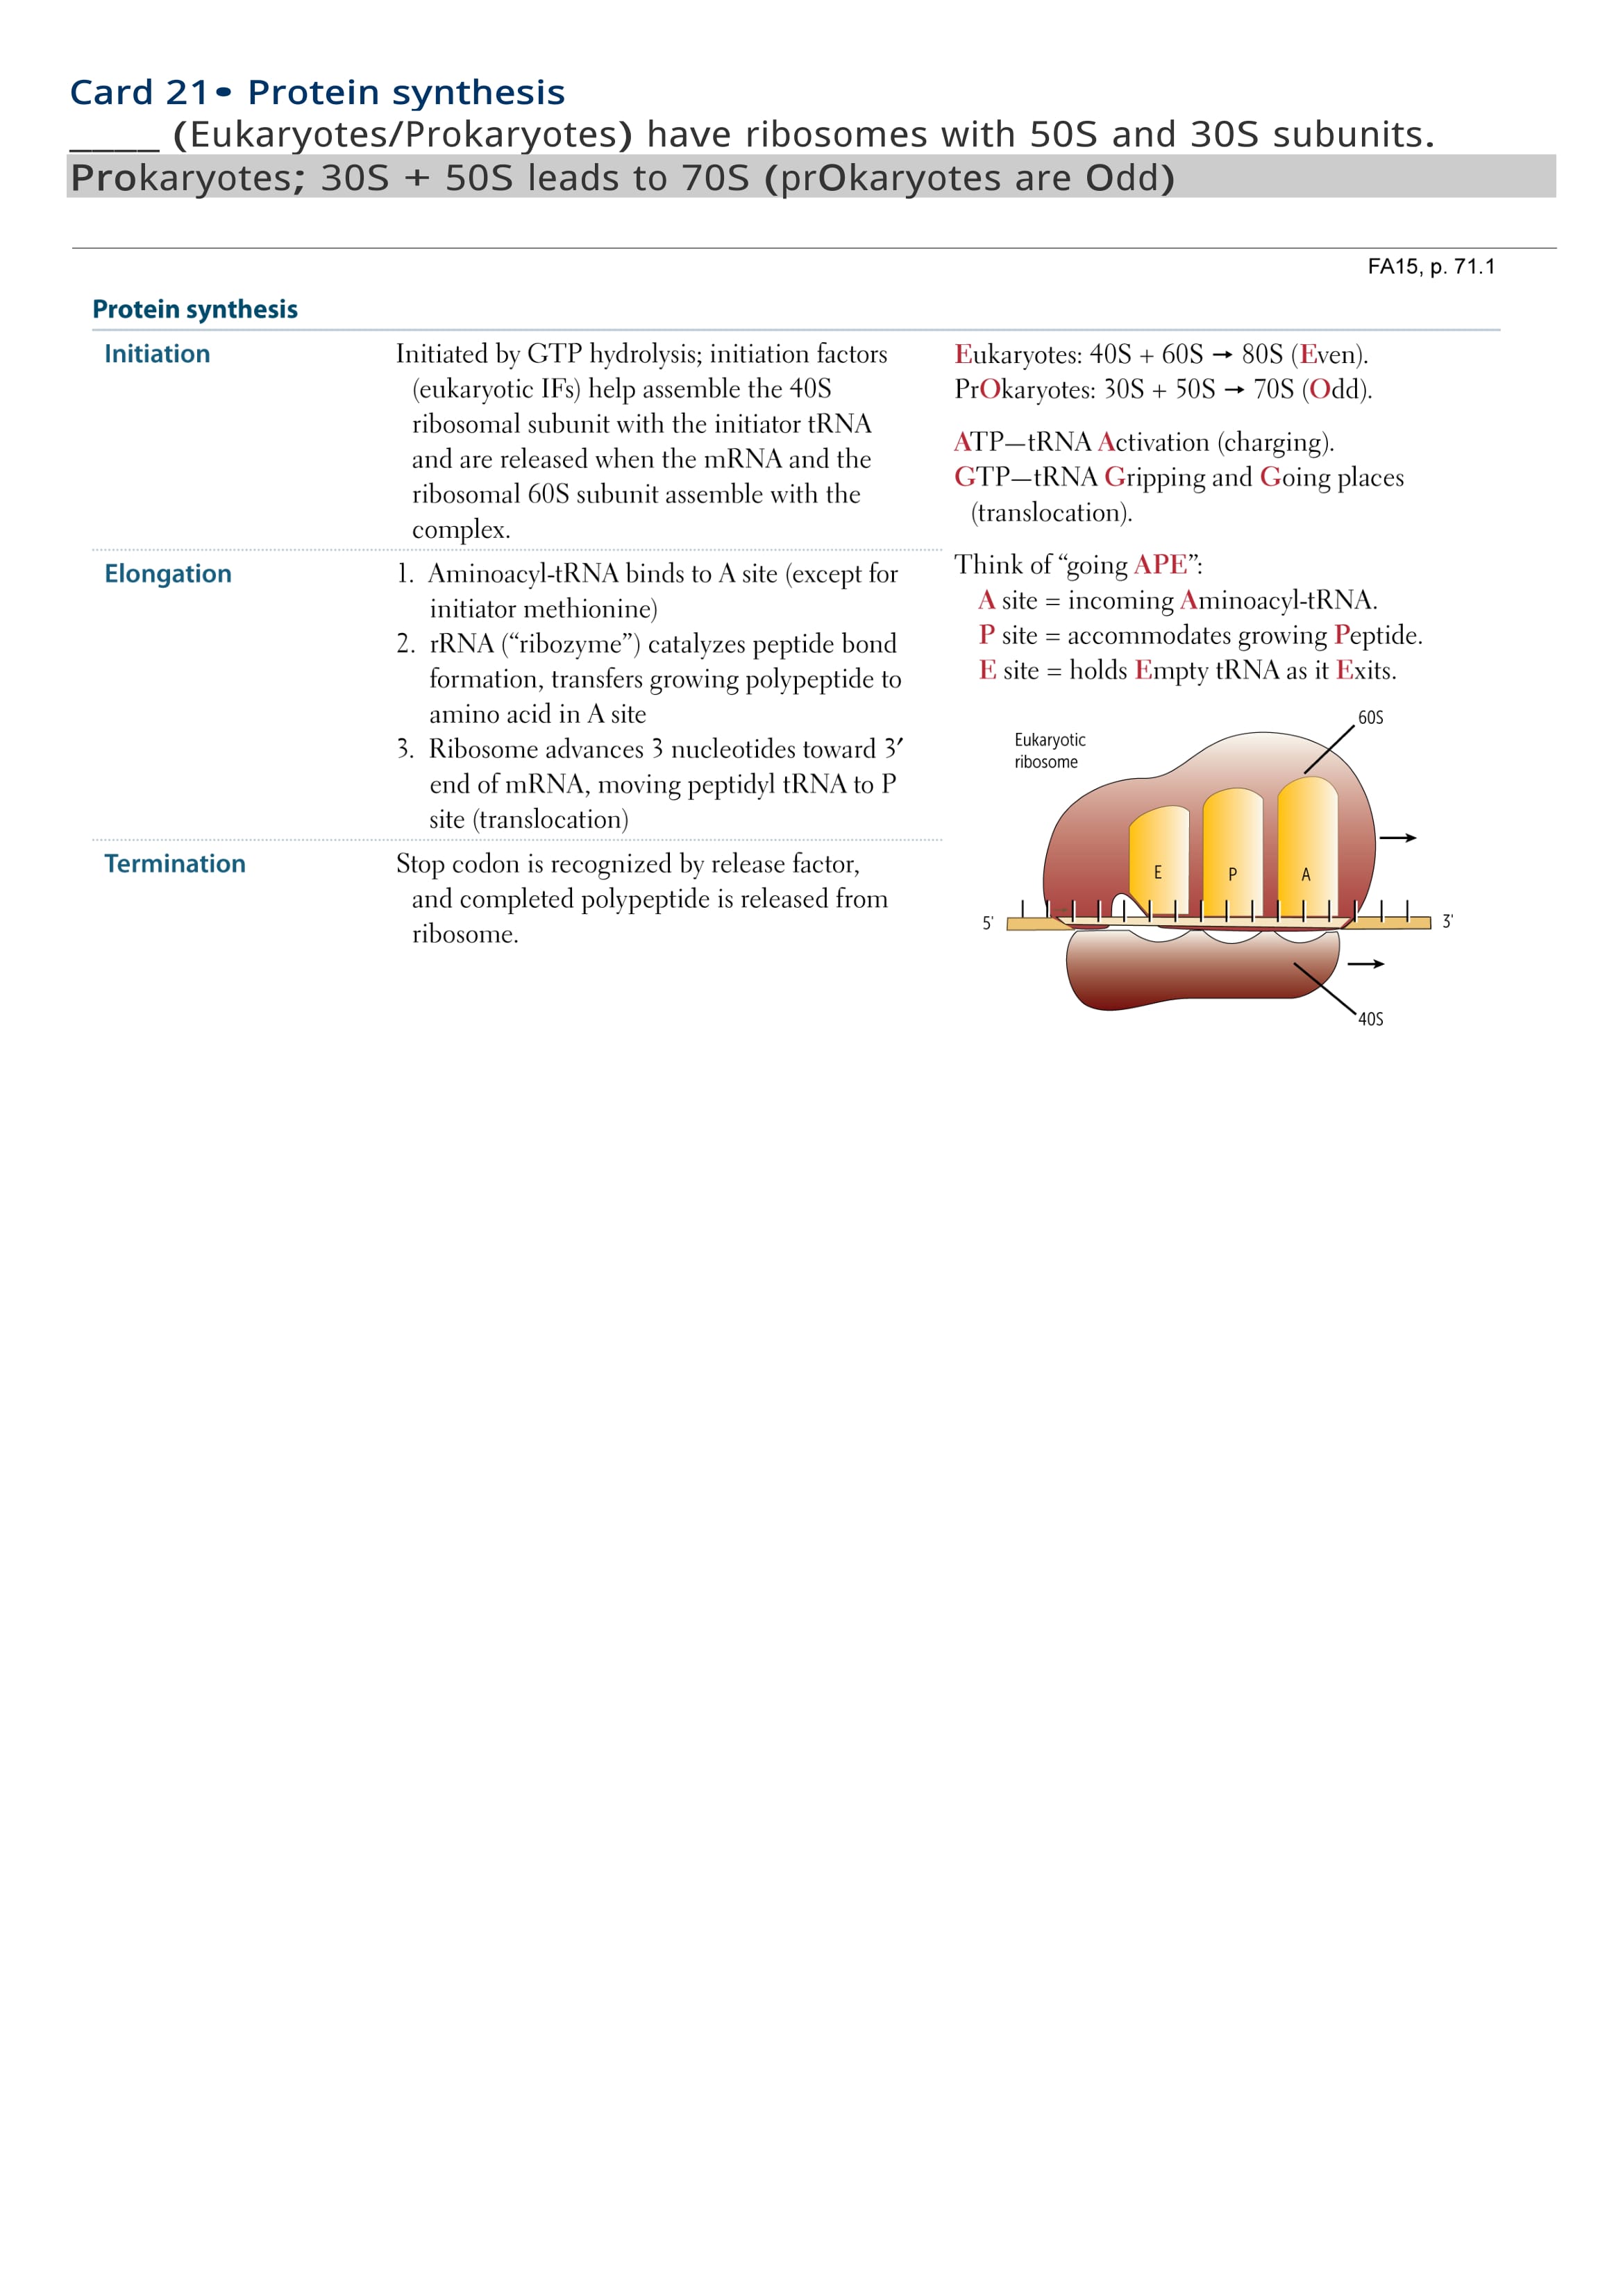 Card 21• Protein synthesis
____ (Eukaryotes/Prokaryotes) have ribosomes with 50S and 30S subunits.
Prokaryotes; 30S + 50S leads to 70S (prOkaryotes are Odd)
FA15, p. 71.1
Protein synthesis
Initiation
Initiated by GTP hydrolysis; initiation factors
(eukaryotic IFs) help assemble the 40S
ribosomal subunit with the initiator tRNA
and are released when the mRNA and the
ribosomal 60S subunit assemble with the
complex.
Eukaryotes: 40S + 60S → 80S (Even).
PrOkaryotes: 30S + 50S → 70S (Odd).
ATP—tRNA Activation (charging).
GTP—tRNA Gripping and Going places
(translocation).
Elongation
1. Aminoacyl-tRNA binds to A site (except for
initiator methionine)
2. rRNA (“ribozyme”) catalyzes peptide bond
formation, transfers growing polypeptide to
amino acid in A site
3. Ribosome advances 3 nucleotides toward 3′
end of mRNA, moving peptidyl tRNA to P
site (translocation)
Think of “going APE”:
A site = incoming Aminoacyl-tRNA.
P site = accommodates growing Peptide.
E site = holds Empty tRNA as it Exits.
Termination
Stop codon is recognized by release factor,
and completed polypeptide is released from
ribosome.
60S
Eukaryotic
ribosome
E P A
5' 3'
40S